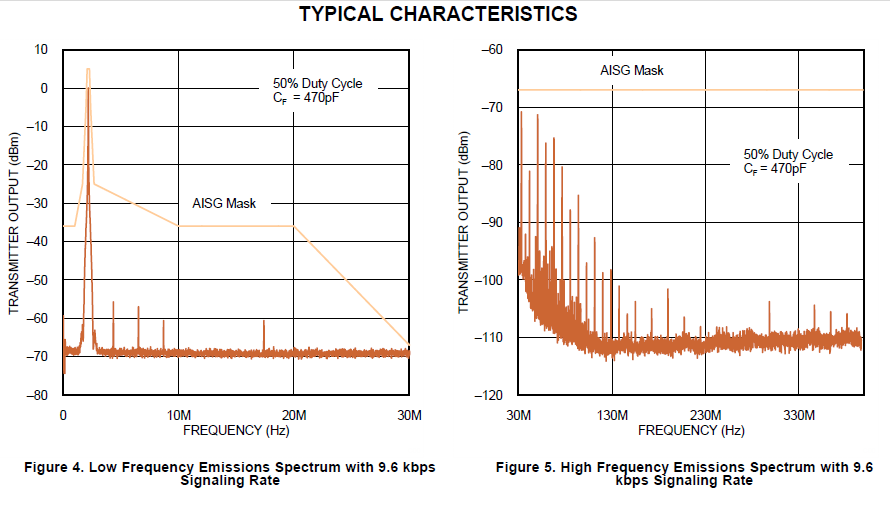 TYPICAL CHARACTERISTICS
10
0
–10
–20
–30
–40
–50
–60
–70
–80
TRANSMITTER OUTPUT (dBm)
50% Duty Cycle
CF = 470pF
AISG Mask
0
10M
20M
30M
FREQUENCY (Hz)
Figure 4. Low Frequency Emissions Spectrum with 9.6 kbps
Signaling Rate
–60
–70
–80
–90
–100
–110
–120
TRANSMITTER OUTPUT (dBm)
AISG Mask
50% Duty Cycle
CF = 470pF
30M
130M
230M
330M
FREQUENCY (Hz)
Figure 5. High Frequency Emissions Spectrum with 9.6
kbps Signaling Rate